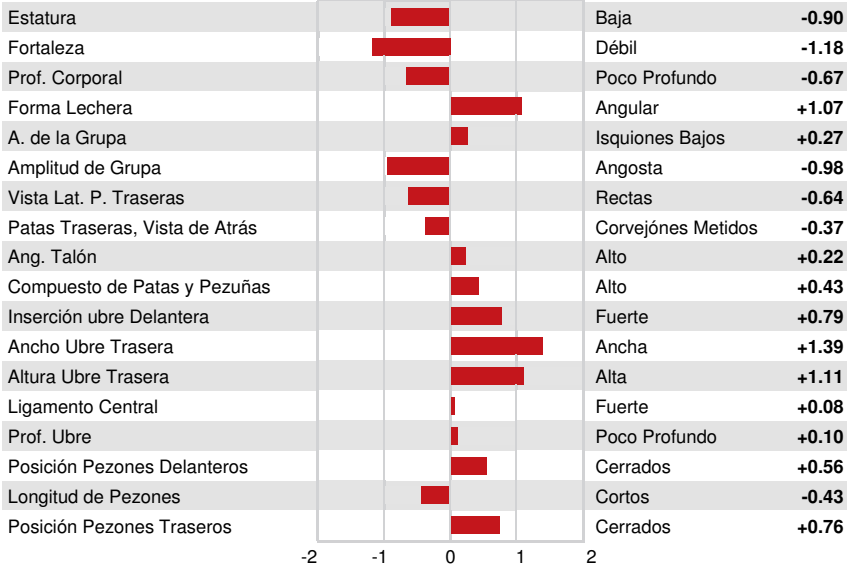 Estatura Baja -0.90
Fortaleza Débil -1.18
Prof. Corporal Poco Profundo -0.67
Forma Lechera Angular +1.07
A. de la Grupa Isquiones Bajos +0.27
Amplitud de Grupa Angosta -0.98
Vista Lat. P. Traseras Rectas -0.64
Patas Traseras, Vista de Atrás Corvejónes Metidos -0.37
Ang. Talón Alto +0.22
Compuesto de Patas y Pezuñas Alto +0.43
Inserción ubre Delantera Fuerte +0.79
Ancho Ubre Trasera Ancha +1.39
Altura Ubre Trasera Alta +1.11
Ligamento Central Fuerte +0.08
Prof. Ubre Poco Profundo +0.10
Posición Pezones Delanteros Cerrados +0.56
Longitud de Pezones Cortos -0.43
Posición Pezones Traseros Cerrados +0.76
-2 -1 0 1 2